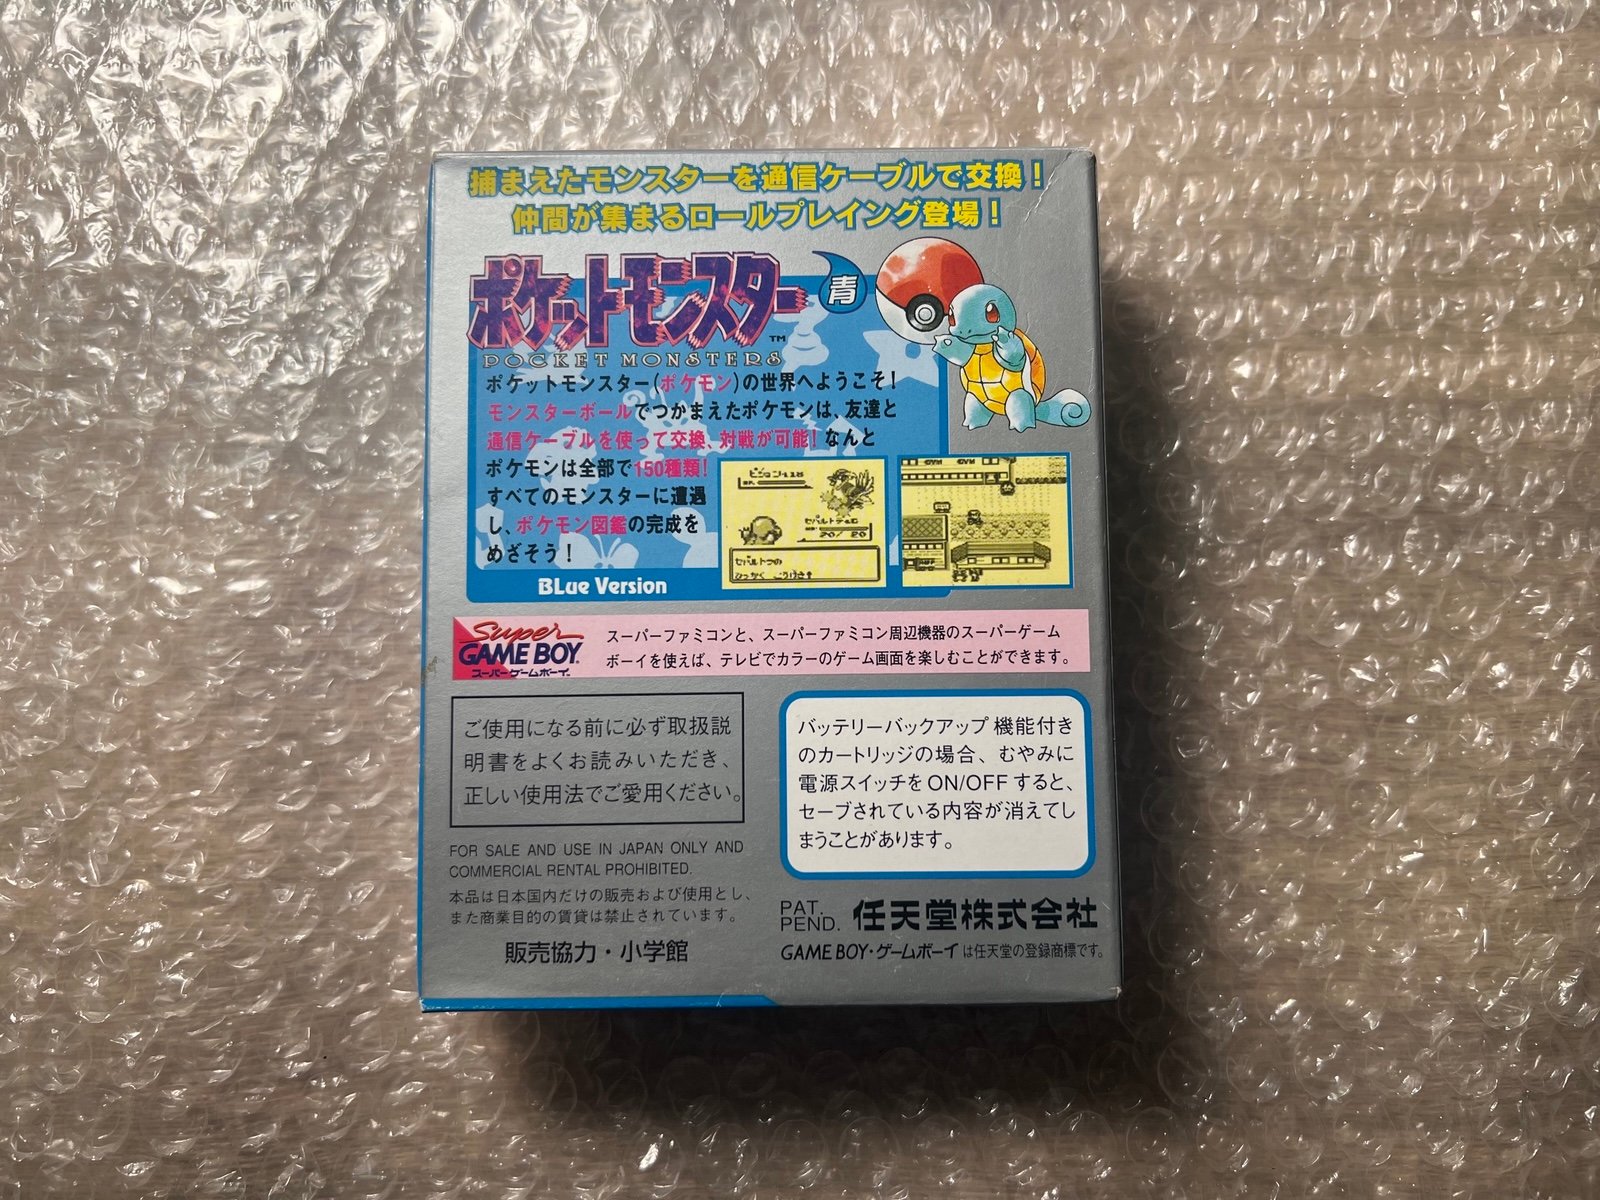 捕まえたモンスターを通信ケーブルで交換！
仲間が集まるロールプレイング登場！
ポケットモンスター 青
TM
POCKET MONSTERS
ポケットモンスター(ポケモン)の世界へようこそ！
モンスターボールでつかまえたポケモンは、友達と
通信ケーブルを使って交換、対戦が可能！なんと
ポケモンは全部で150種類！
すべてのモンスターに遭遇
し、ポケモン図鑑の完成を
めざそう！
BLue Version
20/ 20
GYM
GYM
Super
GAME BOY
スーパーゲームボーイ
スーパーファミコンと、スーパーファミコン周辺機器のスーパーゲーム
ボーイを使えば、テレビでカラーのゲーム画面を楽しむことができます。
ご使用になる前に必ず取扱説
明書をよくお読みいただき、
正しい使用法でご愛用ください。
バッテリーバックアップ機能付き
のカートリッジの場合、むやみに
電源スイッチをON/OFFすると、
セーブされている内容が消えてし
まうことがあります。
FOR SALE AND USE IN JAPAN ONLY AND
COMMERCIAL RENTAL PROHIBITED.
本品は日本国内だけの販売および使用とし、
また商業目的の賃貸は禁止されています。
販売協力・小学館
PAT.
PEND.
任天堂株式会社
GAME BOY・ゲームボーイは任天堂の登録商標です。